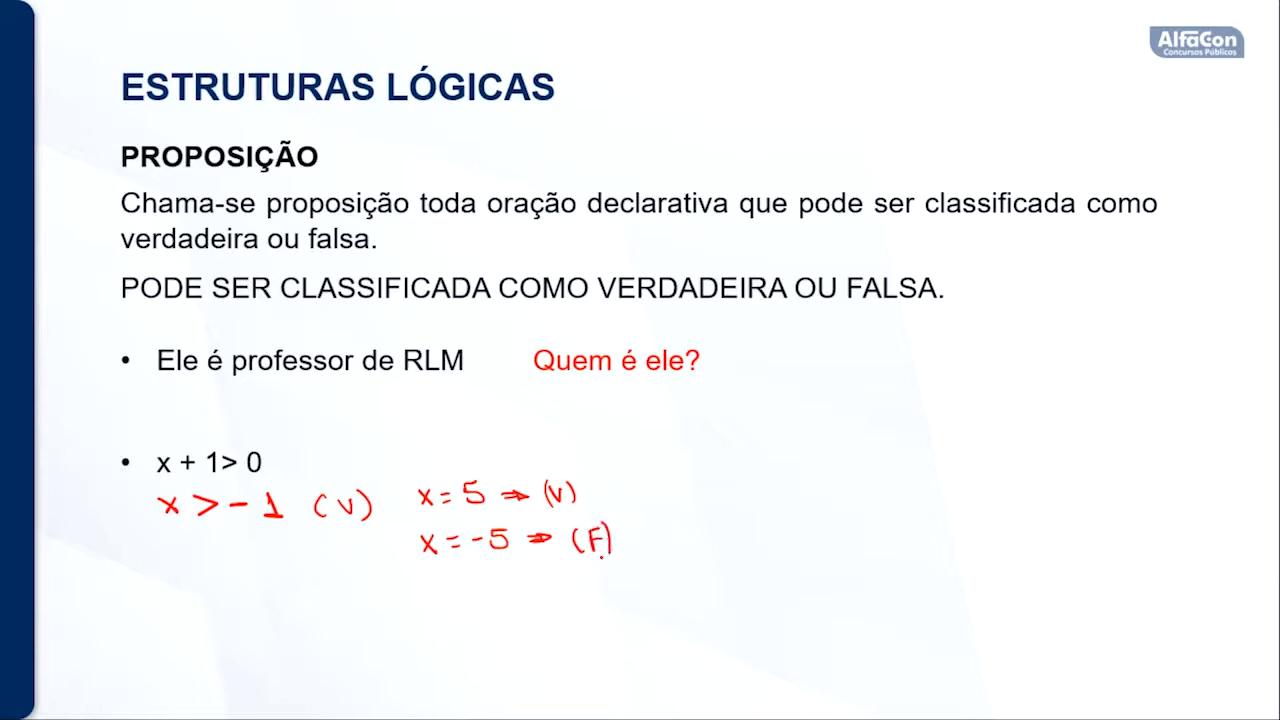 AlfaCon
Concursos Públicos
ESTRUTURAS LÓGICAS
PROPOSIÇÃO
Chama-se proposição toda oração declarativa que pode ser classificada como
verdadeira ou falsa.
PODE SER CLASSIFICADA COMO VERDADEIRA OU FALSA.
• Ele é professor de RLM Quem é ele?
• x + 1> 0
x > - 1 (V) x = 5 ⇒ (V)
x = -5 ⇒ (F)